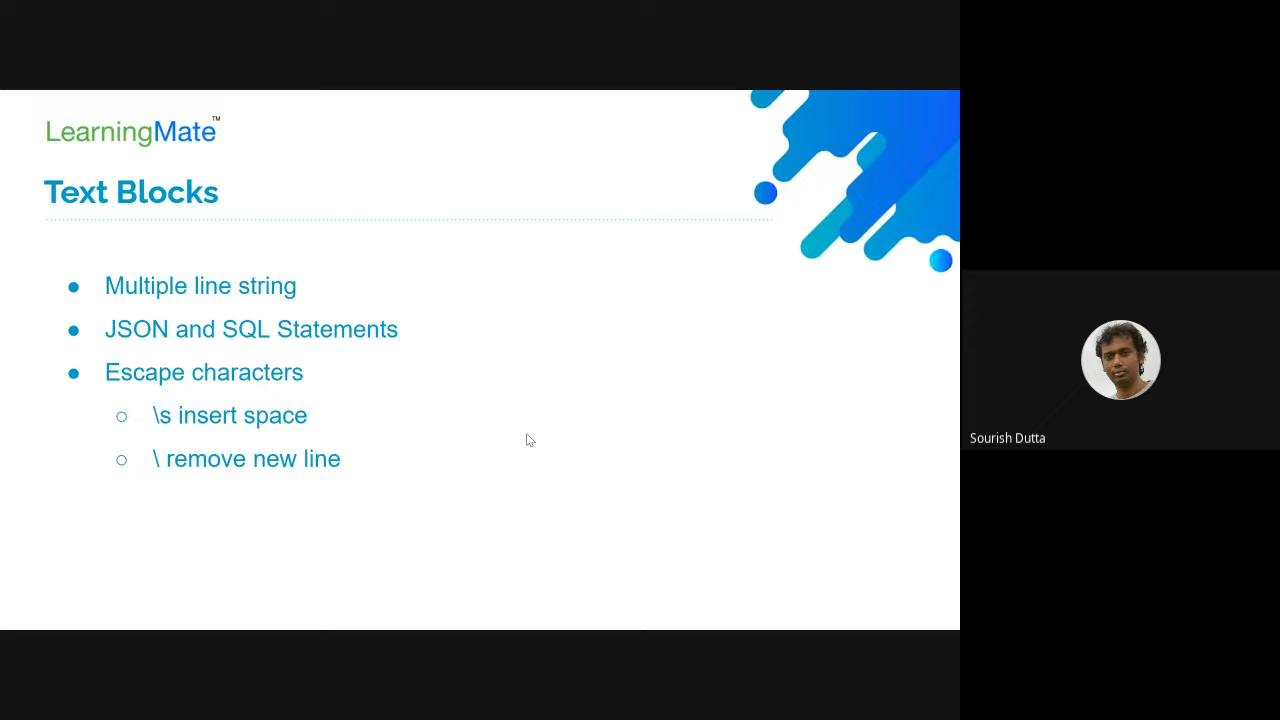 LearningMate™
Text Blocks
● Multiple line string
● JSON and SQL Statements
● Escape characters
○ \s insert space
○ \ remove new line
Sourish Dutta